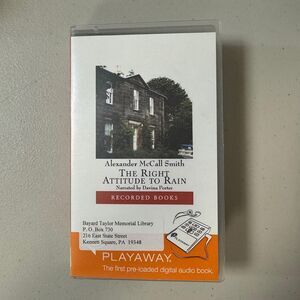 Alexander McCall Smith
THE RIGHT
ATTITUDE TO RAIN
Narrated by Davina Porter
RECORDED BOOKS
Bayard Taylor Memorial Library
P. O. Box 730
216 East State Street
Kennett Square, PA 19348
PLAYAWAY
The first pre-loaded digital audio book.